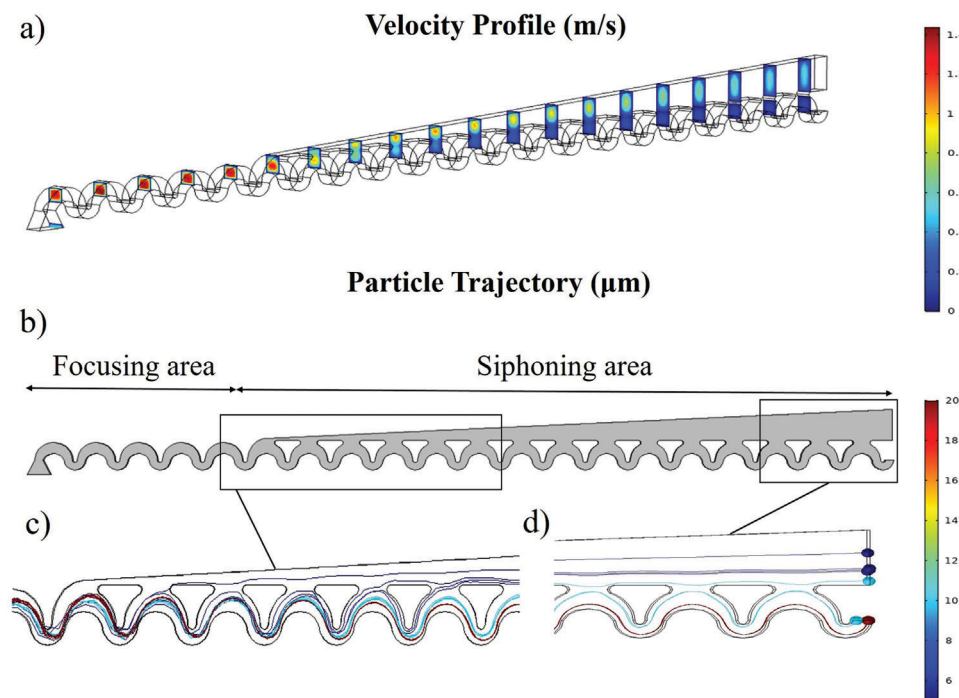 a)
Velocity Profile (m/s)
0
Particle Trajectory (μm)
b)
Focusing area
Siphoning area
c)
d)
20
18
16
14
12
10
8
6